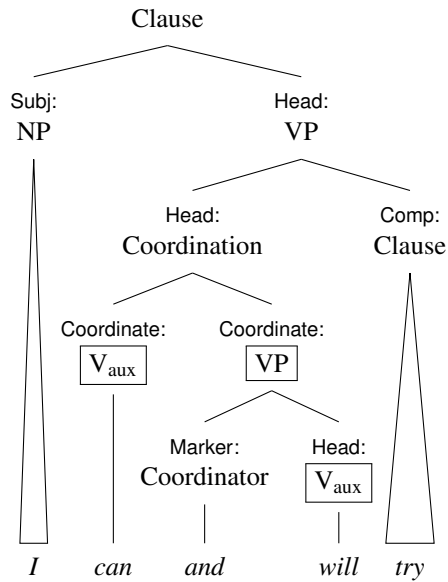 Clause
Subj: Head:
NP VP
Head: Comp:
Coordination Clause
Coordinate: Coordinate:
Vaux VP
Marker: Head:
Coordinator Vaux
I can and will try